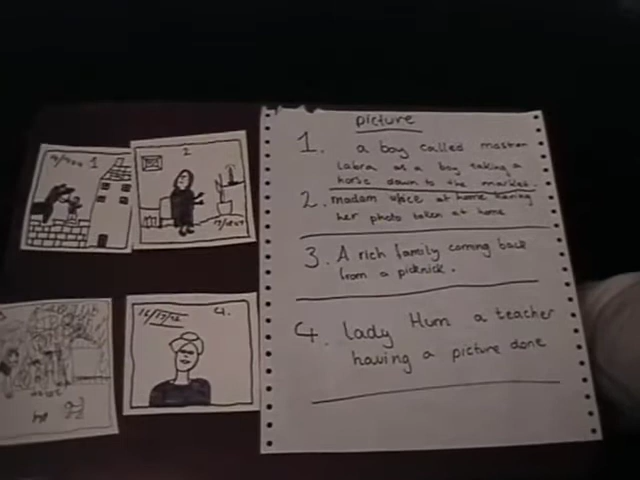 picture
1. a boy called master
labra as a boy taking a
horse down to the market.
2. madam at home having
her photo taken at home
3. A rich family coming back
from a picknick.
4. lady Hum a teacher
having a picture done
1
2
4.